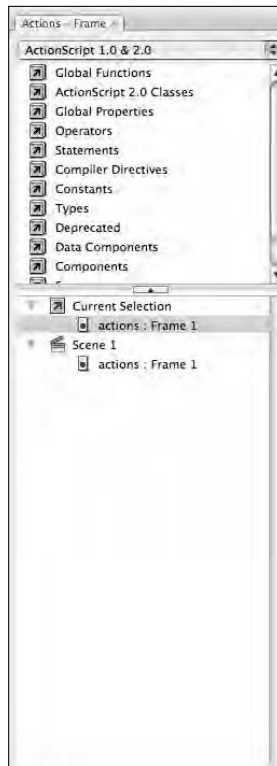 Actions - Frame ×
ActionScript 1.0 & 2.0
Global Functions
ActionScript 2.0 Classes
Global Properties
Operators
Statements
Compiler Directives
Constants
Types
Deprecated
Data Components
Components
Current Selection
actions : Frame 1
Scene 1
actions : Frame 1